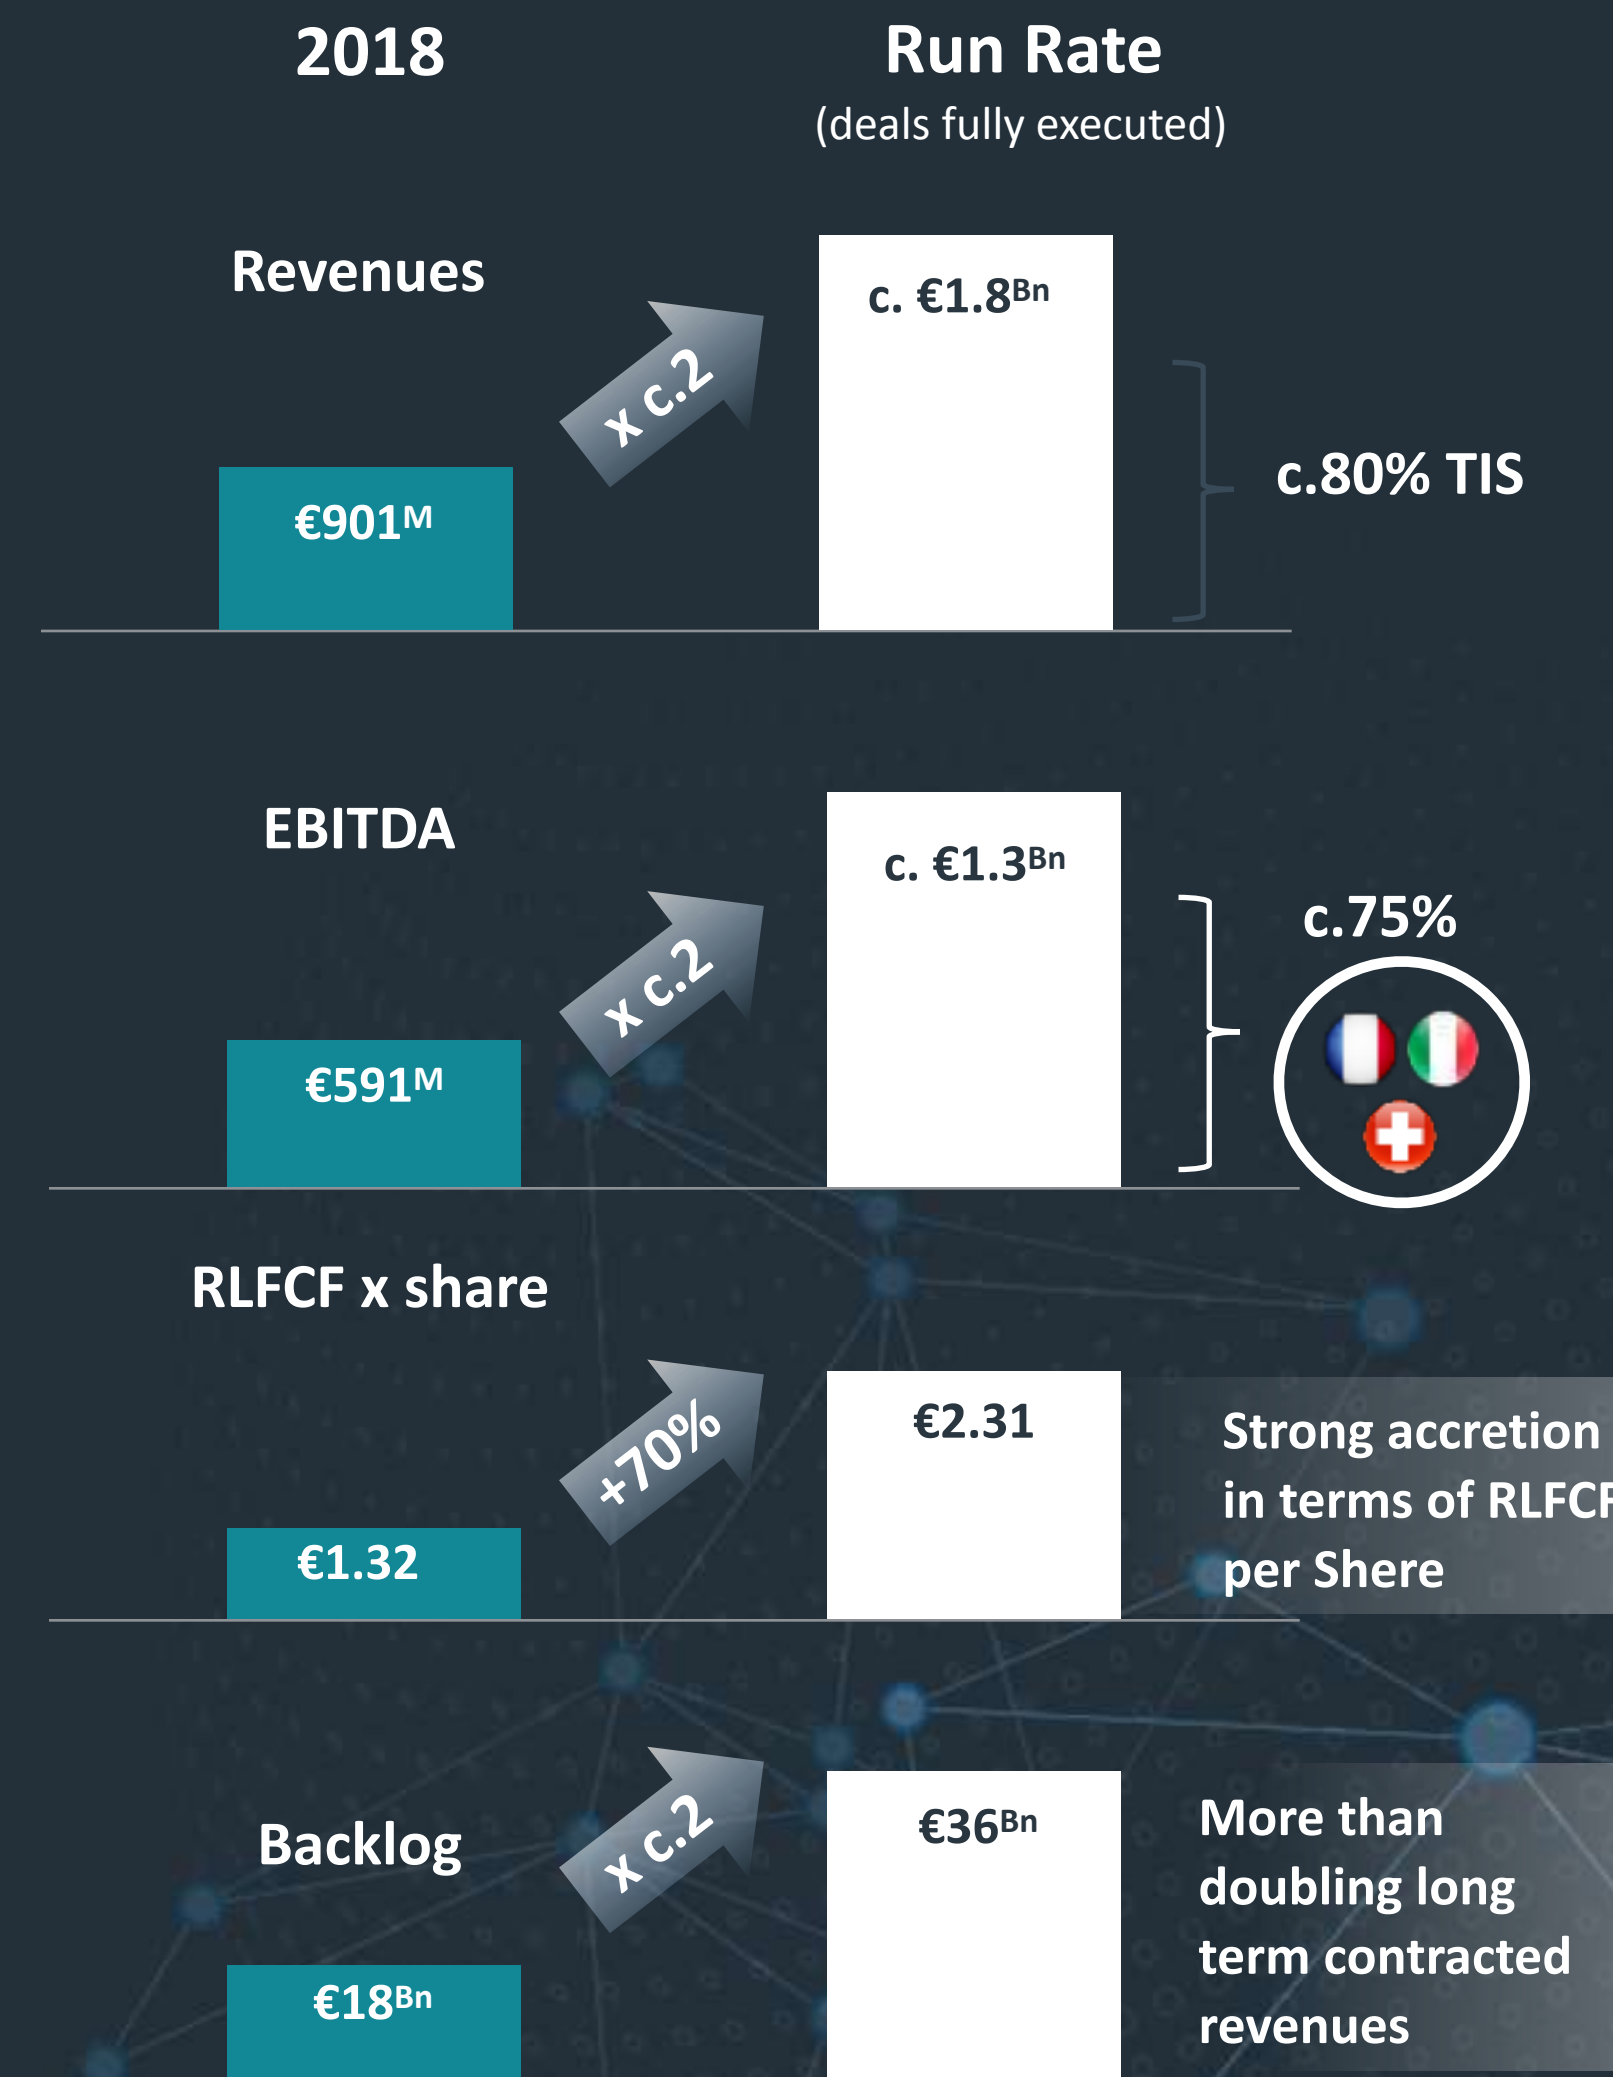 2018
Run Rate
(deals fully executed)
Revenues
x c.2
c. €1.8Bn
€901M
c.80% TIS
EBITDA
x c.2
c. €1.3Bn
€591M
c.75%
RLFCF x share
+70%
€2.31
€1.32
Strong accretion
in terms of RLFCF
per Shere
Backlog
x c.2
€36Bn
€18Bn
More than
doubling long
term contracted
revenues